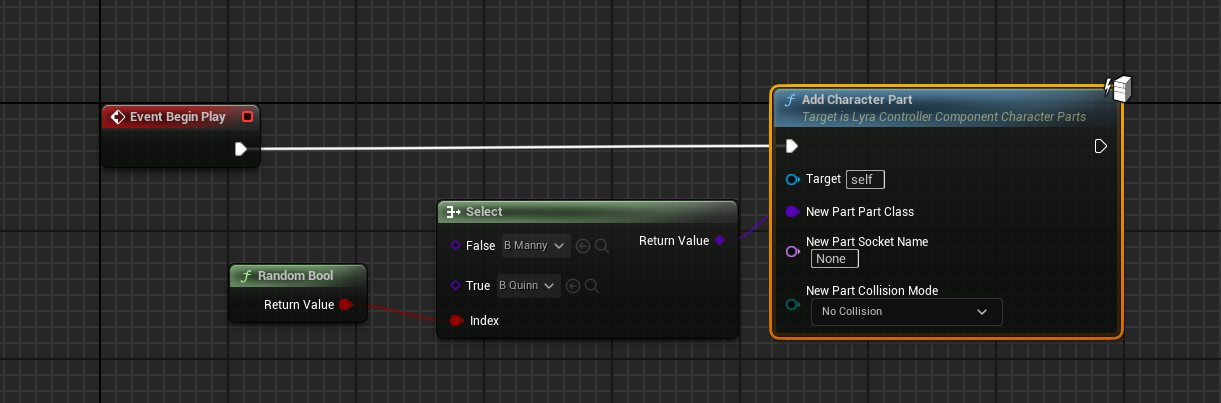 Event Begin Play
Add Character Part
Target is Lyra Controller Component Character Parts
Target self
New Part Part Class
New Part Socket Name
None
New Part Collision Mode
No Collision
Select
False B Manny
Return Value
True B Quinn
Index
Random Bool
Return Value